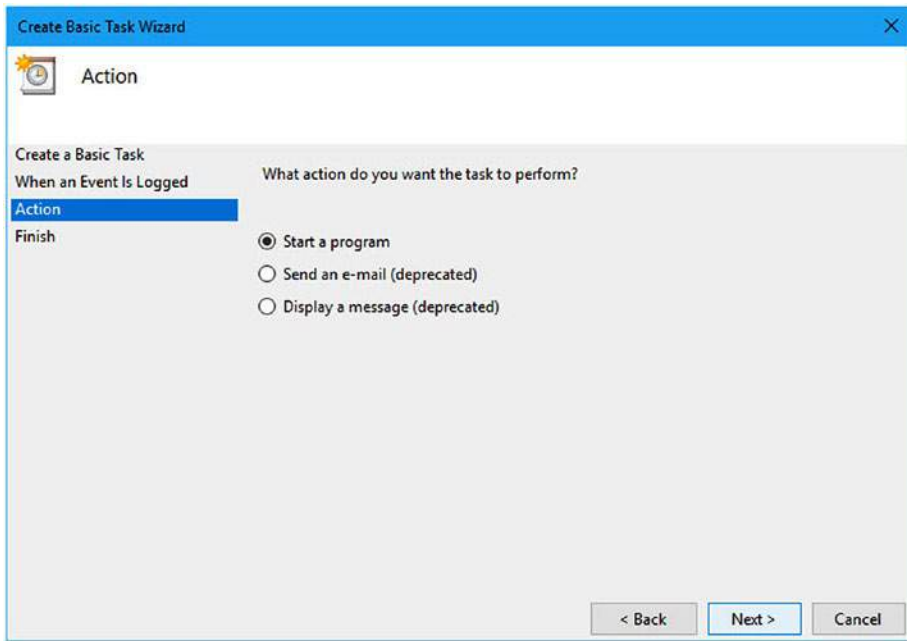 Create Basic Task Wizard
Action
Create a Basic Task
When an Event Is Logged
Action
Finish
What action do you want the task to perform?
Start a program
Send an e-mail (deprecated)
Display a message (deprecated)
< Back
Next >
Cancel